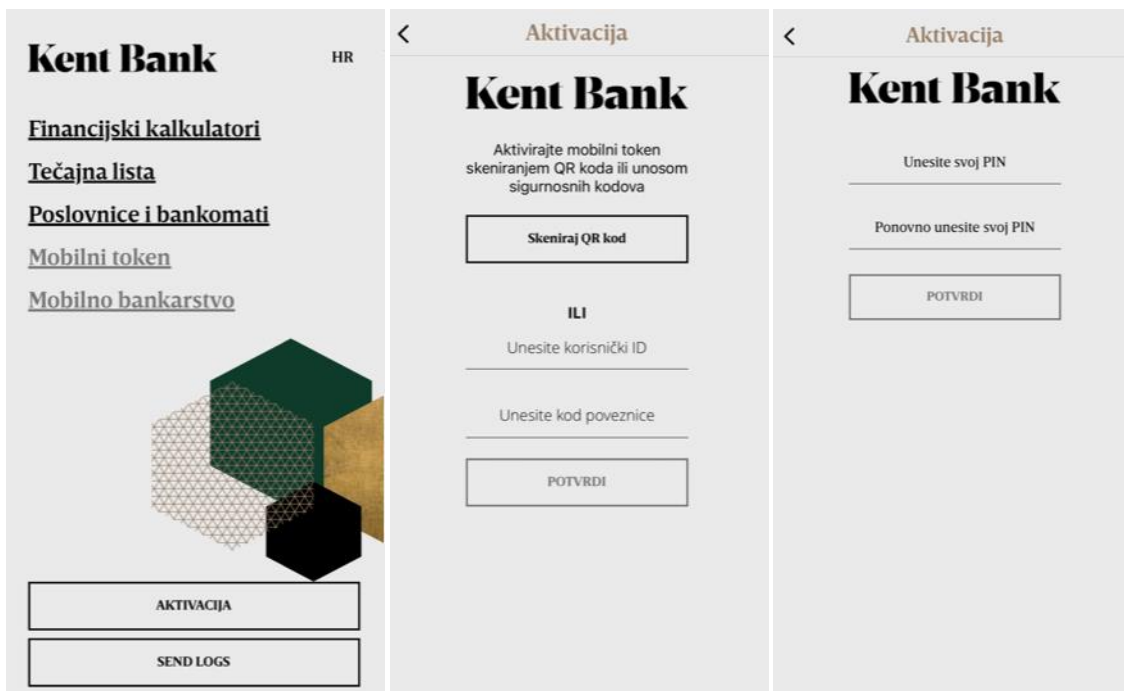 Kent Bank
HR
Financijski kalkulatori
Tečajna lista
Poslovnice i bankomati
Mobilni token
Mobilno bankarstvo
AKTIVACIJA
SEND LOGS
Aktivacija
Kent Bank
Aktivirajte mobilni token
skeniranjem QR koda ili unosom
sigurnosnih kodova
Skeniraj QR kod
ILI
Unesite korisnički ID
Unesite kod poveznice
POTVRDI
Aktivacija
Kent Bank
Unesite svoj PIN
Ponovno unesite svoj PIN
POTVRDI